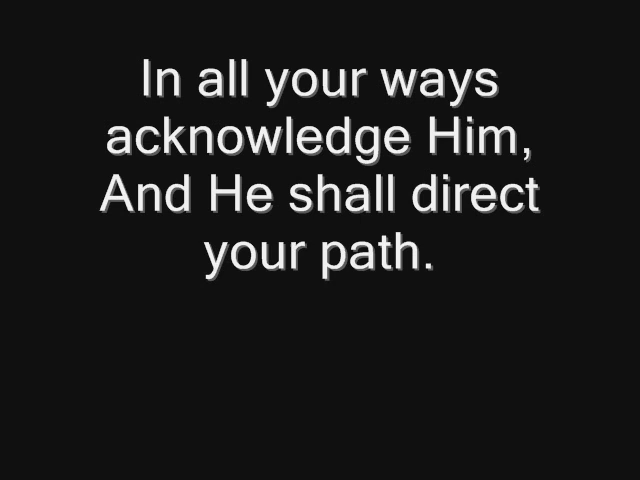 In all your ways
acknowledge Him,
And He shall direct
your path.